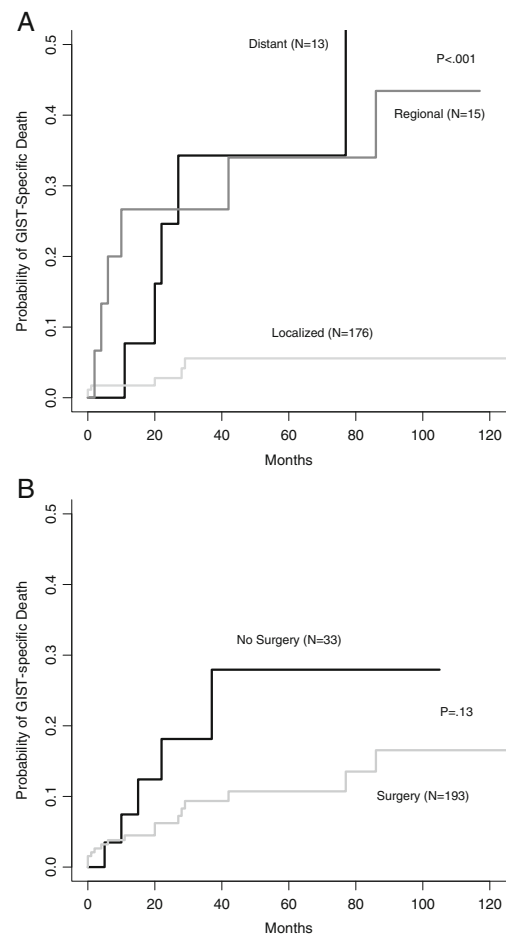 A
Distant (N=13)
P<.001
Regional (N=15)
Localized (N=176)
Probability of GIST-Specific Death
0.5
0.4
0.3
0.2
0.1
0.0
0 20 40 60 80 100 120
Months
B
No Surgery (N=33)
P=.13
Surgery (N=193)
Probability of GIST-specific Death
0.5
0.4
0.3
0.2
0.1
0.0
0 20 40 60 80 100 120
Months